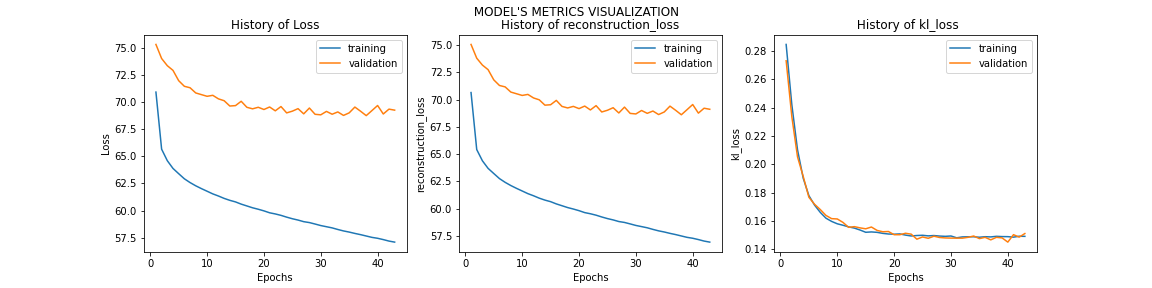 MODEL'S METRICS VISUALIZATION
History of Loss
History of reconstruction_loss
History of kl_loss
training
validation
training
validation
training
validation
75.0
72.5
70.0
67.5
65.0
62.5
60.0
57.5
Loss
0
10
20
30
40
Epochs
75.0
72.5
70.0
67.5
65.0
62.5
60.0
57.5
reconstruction_loss
0
10
20
30
40
Epochs
0.28
0.26
0.24
0.22
0.20
0.18
0.16
0.14
kl_loss
0
10
20
30
40
Epochs